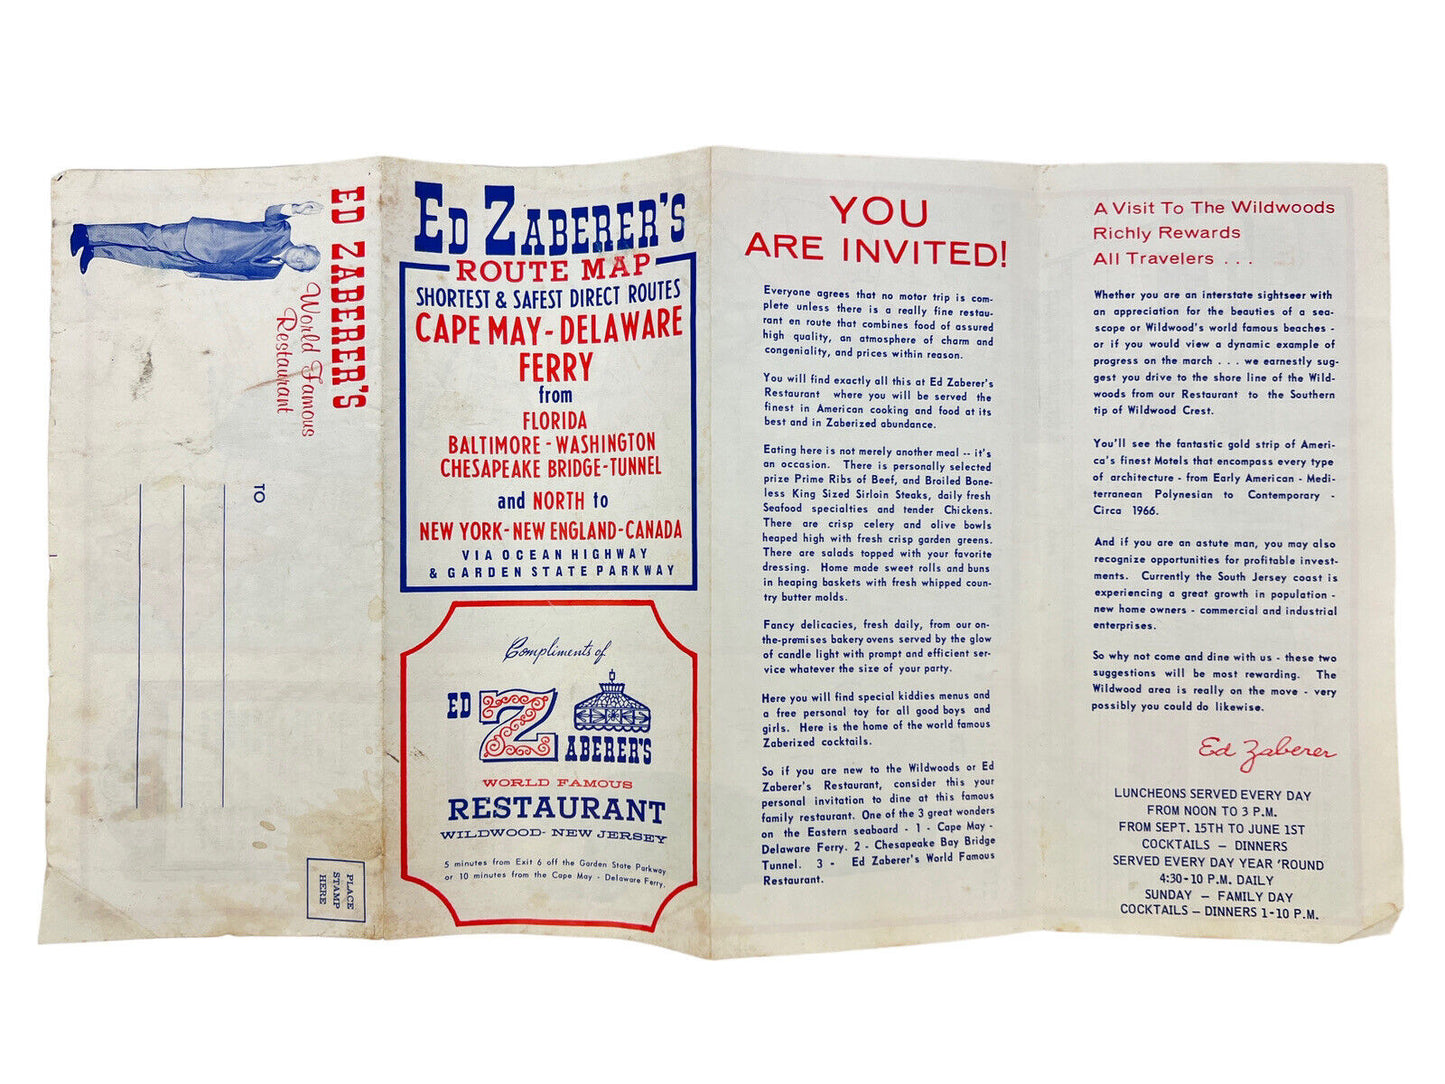 ED ZABERER'S
World Famous
Restaurant
TO
PLACE
STAMP
HERE
ED ZABERER'S
ROUTE MAP
SHORTEST & SAFEST DIRECT ROUTES
CAPE MAY - DELAWARE
FERRY
from
FLORIDA
BALTIMORE - WASHINGTON
CHESAPEAKE BRIDGE - TUNNEL
and NORTH to
NEW YORK - NEW ENGLAND - CANADA
VIA OCEAN HIGHWAY
& GARDEN STATE PARKWAY
Compliments of
ED ZABERER'S
WORLD FAMOUS
RESTAURANT
WILDWOOD - NEW JERSEY
5 minutes from Exit 6 off the Garden State Parkway
or 10 minutes from the Cape May - Delaware Ferry.
YOU
ARE INVITED!
Everyone agrees that no motor trip is com-
plete unless there is a really fine restau-
rant en route that combines food of assured
high quality, an atmosphere of charm and
congeniality, and prices within reason.
You will find exactly all this at Ed Zaberer's
Restaurant where you will be served the
finest in American cooking and food at its
best and in Zaberized abundance.
Eating here is not merely another meal -- it's
an occasion. There is personally selected
prize Prime Ribs of Beef, and Broiled Bone-
less King Sized Sirloin Steaks, daily fresh
Seafood specialties and tender Chickens.
There are crisp celery and olive bowls
heaped high with fresh crisp garden greens.
There are salads topped with your favorite
dressing. Home made sweet rolls and buns
in heaping baskets with fresh whipped coun-
try butter molds.
Fancy delicacies, fresh daily, from our on-
the-premises bakery ovens served by the glow
of candle light with prompt and efficient ser-
vice whatever the size of your party.
Here you will find special kiddies menus and
a free personal toy for all good boys and
girls. Here is the home of the world famous
Zaberized cocktails.
So if you are new to the Wildwoods or Ed
Zaberer's Restaurant, consider this your
personal invitation to dine at this famous
family restaurant. One of the 3 great wonders
on the Eastern seaboard - 1 - Cape May -
Delaware Ferry. 2 - Chesapeake Bay Bridge
Tunnel. 3 - Ed Zaberer's World Famous
Restaurant.
A Visit To The Wildwoods
Richly Rewards
All Travelers . . .
Whether you are an interstate sightseer with
an appreciation for the beauties of a sea-
scope or Wildwood's world famous beaches -
or if you would view a dynamic example of
progress on the march . . . we earnestly sug-
gest you drive to the shore line of the Wild-
woods from our Restaurant to the Southern
tip of Wildwood Crest.
You'll see the fantastic gold strip of Ameri-
ca's finest Motels that encompass every type
of architecture - from Early American - Medi-
terranean Polynesian to Contemporary -
Circa 1966.
And if you are an astute man, you may also
recognize opportunities for profitable invest-
ments. Currently the South Jersey coast is
experiencing a great growth in population -
new home owners - commercial and industrial
enterprises.
So why not come and dine with us - these two
suggestions will be most rewarding. The
Wildwood area is really on the move - very
possibly you could do likewise.
Ed Zaberer
LUNCHEONS SERVED EVERY DAY
FROM NOON TO 3 P.M.
FROM SEPT. 15TH TO JUNE 1ST
COCKTAILS — DINNERS
SERVED EVERY DAY YEAR 'ROUND
4:30-10 P.M. DAILY
SUNDAY — FAMILY DAY
COCKTAILS — DINNERS 1-10 P.M.